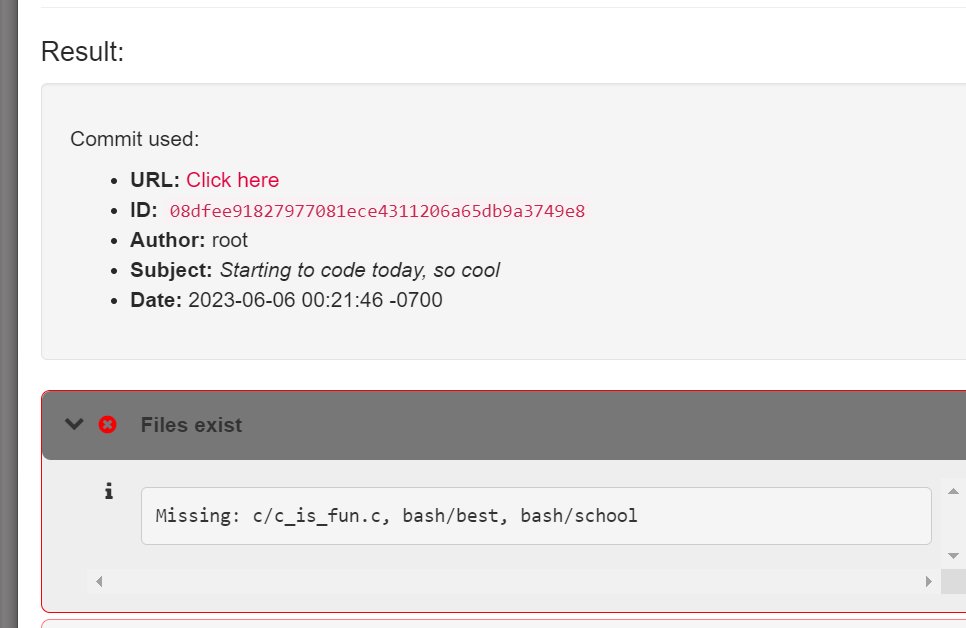 Result:
Commit used:
URL: Click here
ID: 08dfee91827977081ece4311206a65db9a3749e8
Author: root
Subject: Starting to code today, so cool
Date: 2023-06-06 00:21:46 -0700
Files exist
Missing: c/c_is_fun.c, bash/best, bash/school